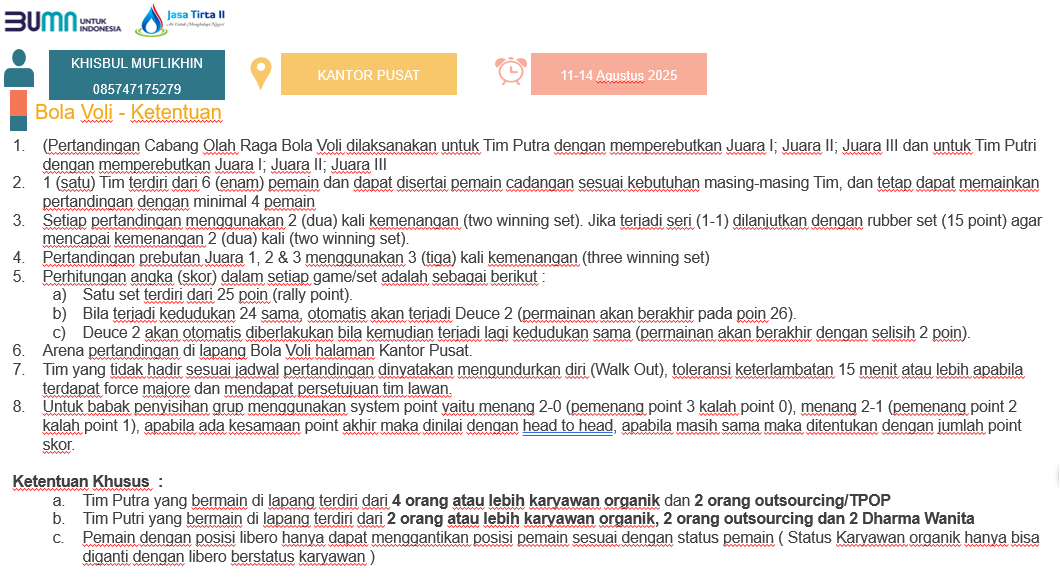 BUMN UNTUK
INDONESIA
Jasa Tirta II
Air Untuk Menghidupi Negeri
KHISBUL MUFLIKHIN
085747175279
KANTOR PUSAT
11-14 Agustus 2025
Bola Voli - Ketentuan
1. (Pertandingan Cabang Olah Raga Bola Voli dilaksanakan untuk Tim Putra dengan memperebutkan Juara I; Juara II; Juara III dan untuk Tim Putri
dengan memperebutkan Juara I; Juara II; Juara III
2. 1 (satu) Tim terdiri dari 6 (enam) pemain dan dapat disertai pemain cadangan sesuai kebutuhan masing-masing Tim, dan tetap dapat memainkan
pertandingan dengan minimal 4 pemain
3. Setiap pertandingan menggunakan 2 (dua) kali kemenangan (two winning set). Jika terjadi seri (1-1) dilanjutkan dengan rubber set (15 point) agar
mencapai kemenangan 2 (dua) kali (two winning set).
4. Pertandingan prebutan Juara 1, 2 & 3 menggunakan 3 (tiga) kali kemenangan (three winning set)
5. Perhitungan angka (skor) dalam setiap game/set adalah sebagai berikut :
a) Satu set terdiri dari 25 poin (rally point).
b) Bila terjadi kedudukan 24 sama, otomatis akan terjadi Deuce 2 (permainan akan berakhir pada poin 26).
c) Deuce 2 akan otomatis diberlakukan bila kemudian terjadi lagi kedudukan sama (permainan akan berakhir dengan selisih 2 poin).
6. Arena pertandingan di lapang Bola Voli halaman Kantor Pusat.
7. Tim yang tidak hadir sesuai jadwal pertandingan dinyatakan mengundurkan diri (Walk Out), toleransi keterlambatan 15 menit atau lebih apabila
terdapat force majore dan mendapat persetujuan tim lawan.
8. Untuk babak penyisihan grup menggunakan system point yaitu menang 2-0 (pemenang point 3 kalah point 0), menang 2-1 (pemenang point 2
kalah point 1), apabila ada kesamaan point akhir maka dinilai dengan head to head, apabila masih sama maka ditentukan dengan jumlah point
skor.
Ketentuan Khusus :
a. Tim Putra yang bermain di lapang terdiri dari 4 orang atau lebih karyawan organik dan 2 orang outsourcing/TPOP
b. Tim Putri yang bermain di lapang terdiri dari 2 orang atau lebih karyawan organik, 2 orang outsourcing dan 2 Dharma Wanita
c. Pemain dengan posisi libero hanya dapat menggantikan posisi pemain sesuai dengan status pemain ( Status Karyawan organik hanya bisa
diganti dengan libero berstatus karyawan )